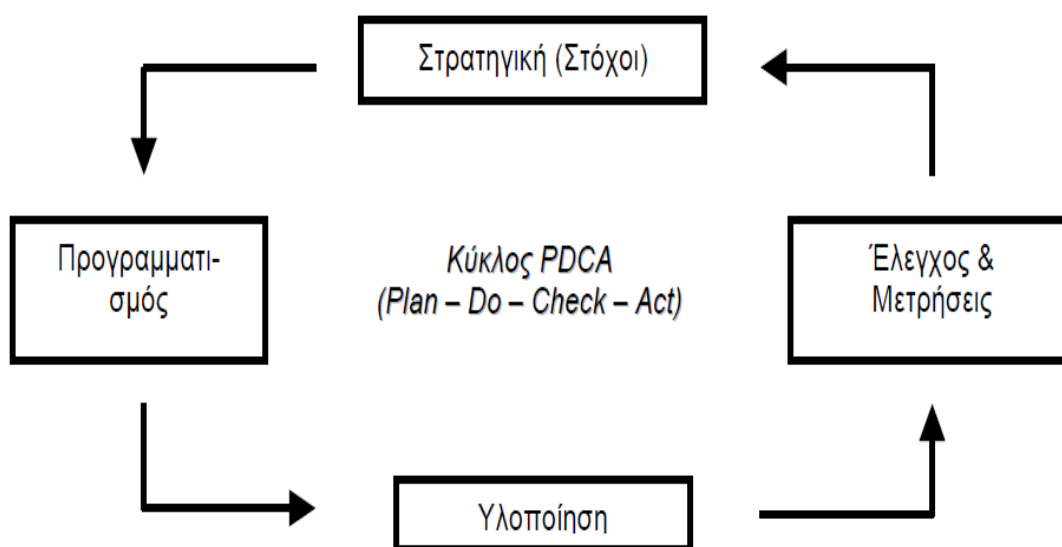 Στρατηγική (Στόχοι)
Προγραμματι-
σμός
Κύκλος PDCA
(Plan – Do – Check – Act)
Έλεγχος &
Μετρήσεις
Υλοποίηση